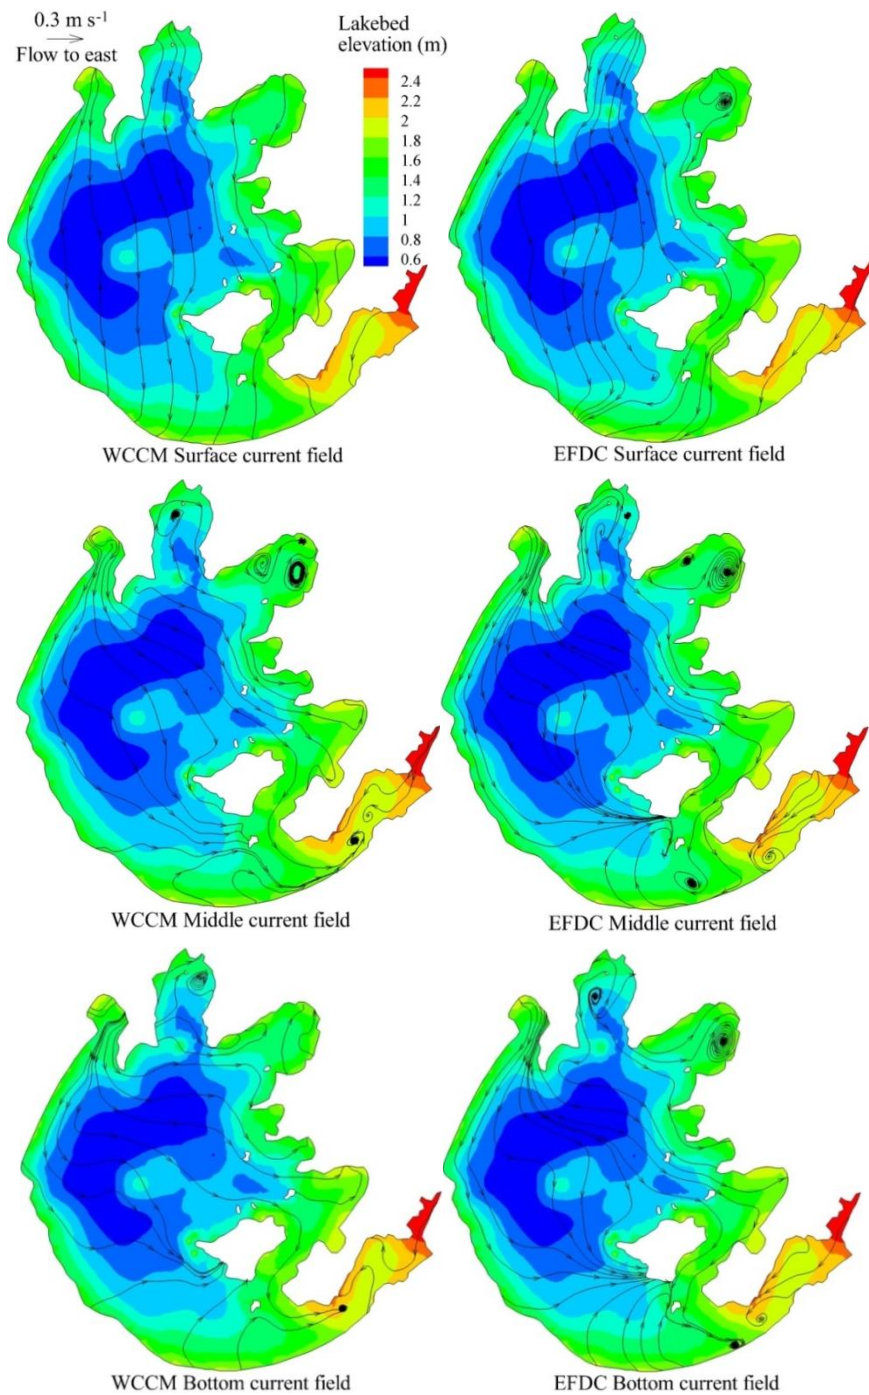 0.3 m s⁻¹
Flow to east
Lakebed
elevation (m)
2.4
2.2
2
1.8
1.6
1.4
1.2
1
0.8
0.6
WCCM Surface current field
EFDC Surface current field
WCCM Middle current field
EFDC Middle current field
WCCM Bottom current field
EFDC Bottom current field